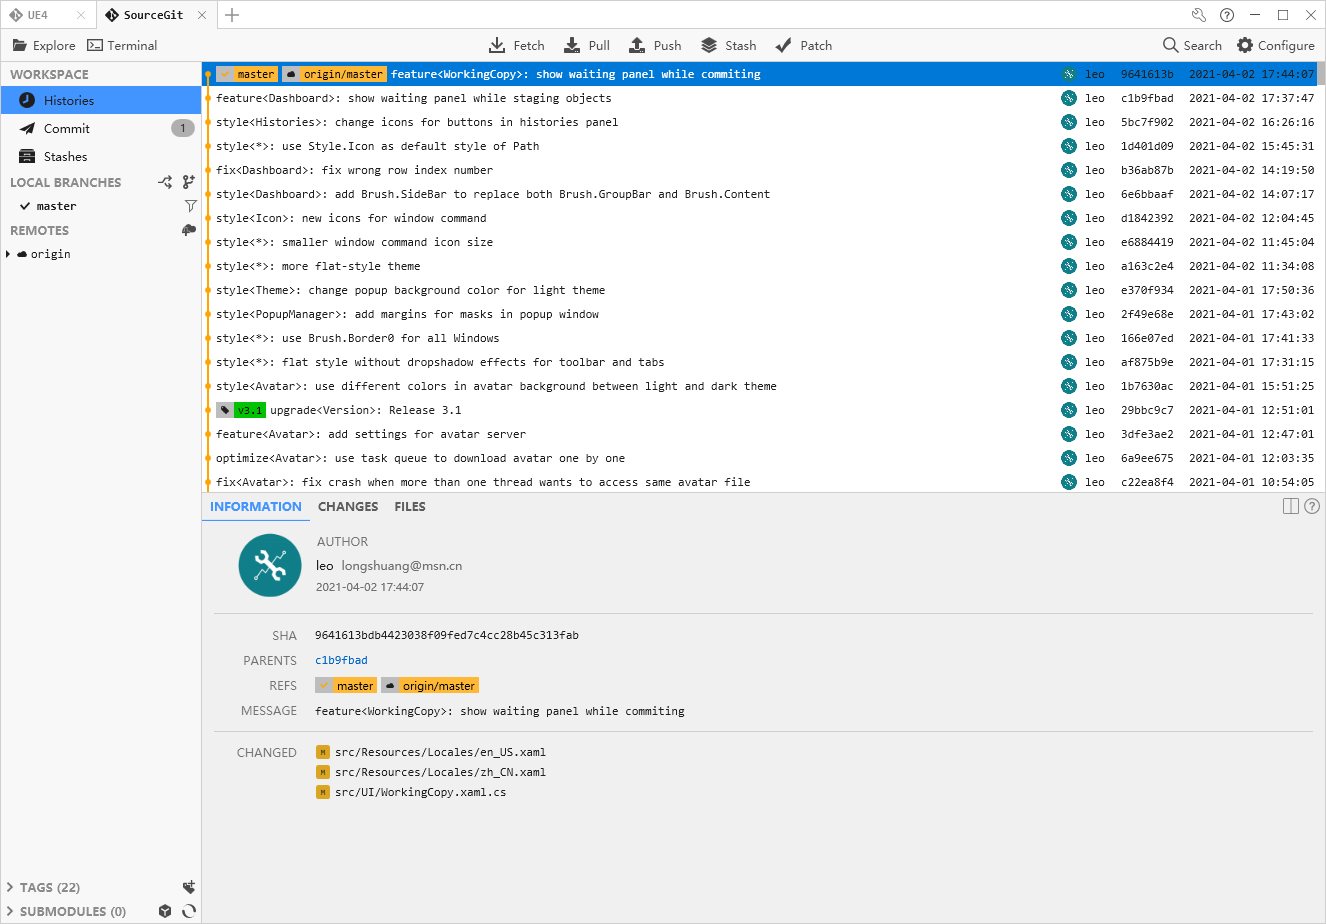 UE4 SourceGit
Explore Terminal Fetch Pull Push Stash Patch Search Configure
WORKSPACE
Histories
Commit 1
Stashes
LOCAL BRANCHES
master
REMOTES
origin
TAGS (22)
SUBMODULES (0)
master origin/master feature<WorkingCopy>: show waiting panel while commiting leo 9641613b 2021-04-02 17:44:07
feature<Dashboard>: show waiting panel while staging objects leo c1b9fbad 2021-04-02 17:37:47
style<Histories>: change icons for buttons in histories panel leo 5bc7f902 2021-04-02 16:26:16
style<*>: use Style.Icon as default style of Path leo 1d401d09 2021-04-02 15:45:31
fix<Dashboard>: fix wrong row index number leo b36ab87b 2021-04-02 14:19:50
style<Dashboard>: add Brush.SideBar to replace both Brush.GroupBar and Brush.Content leo 6e6bbaaf 2021-04-02 14:07:17
style<Icon>: new icons for window command leo d1842392 2021-04-02 12:04:45
style<*>: smaller window command icon size leo e6884419 2021-04-02 11:45:04
style<*>: more flat-style theme leo a163c2e4 2021-04-02 11:34:08
style<Theme>: change popup background color for light theme leo e370f934 2021-04-01 17:50:36
style<PopupManager>: add margins for masks in popup window leo 2f49e68e 2021-04-01 17:43:02
style<*>: use Brush.Border0 for all Windows leo 166e07ed 2021-04-01 17:41:33
style<*>: flat style without dropshadow effects for toolbar and tabs leo af875b9e 2021-04-01 17:31:15
style<Avatar>: use different colors in avatar background between light and dark theme leo 1b7630ac 2021-04-01 15:51:25
v3.1 upgrade<Version>: Release 3.1 leo 29bbc9c7 2021-04-01 12:51:01
feature<Avatar>: add settings for avatar server leo 3dfe3ae2 2021-04-01 12:47:01
optimize<Avatar>: use task queue to download avatar one by one leo 6a9ee675 2021-04-01 12:03:35
fix<Avatar>: fix crash when more than one thread wants to access same avatar file leo c22ea8f4 2021-04-01 10:54:05
INFORMATION CHANGES FILES
AUTHOR
leo longshuang@msn.cn
2021-04-02 17:44:07
SHA 9641613bdb4423038f09fed7c4cc28b45c313fab
PARENTS c1b9fbad
REFS master origin/master
MESSAGE feature<WorkingCopy>: show waiting panel while commiting
CHANGED M src/Resources/Locales/en_US.xaml
M src/Resources/Locales/zh_CN.xaml
M src/UI/WorkingCopy.xaml.cs